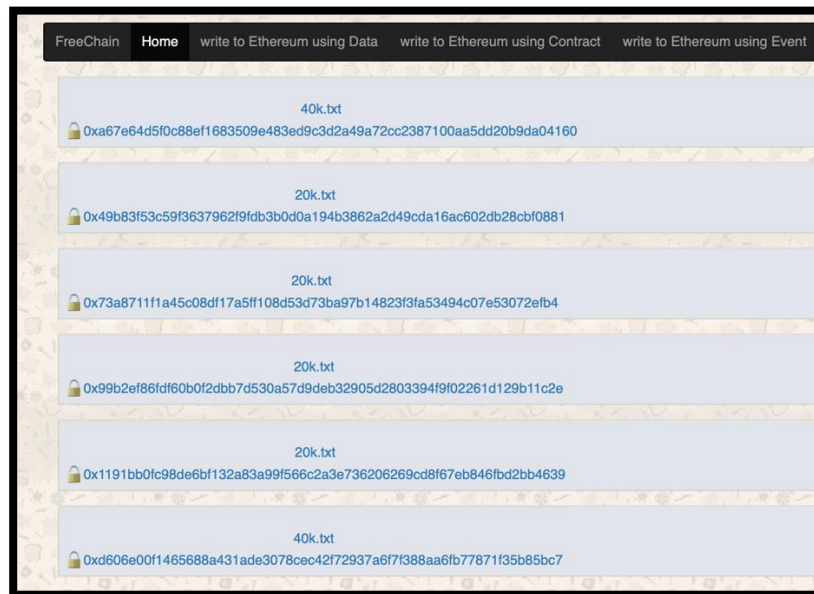 FreeChain Home write to Ethereum using Data write to Ethereum using Contract write to Ethereum using Event
40k.txt
0xa67e64d5f0c88ef1683509e483ed9c3d2a49a72cc2387100aa5dd20b9da04160
20k.txt
0x49b83f53c59f3637962f9fdb3b0d0a194b3862a2d49cda16ac602db28cbf0881
20k.txt
0x73a8711f1a45c08df17a5ff108d53d73ba97b14823f3fa53494c07e53072efb4
20k.txt
0x99b2ef86fdf60b0f2dbb7d530a57d9deb32905d2803394f9f02261d129b11c2e
20k.txt
0x1191bb0fc98de6bf132a83a99f566c2a3e736206269cd8f67eb846fbd2bb4639
40k.txt
0xd606e00f1465688a431ade3078cec42f72937a6f7f388aa6fb77871f35b85bc7